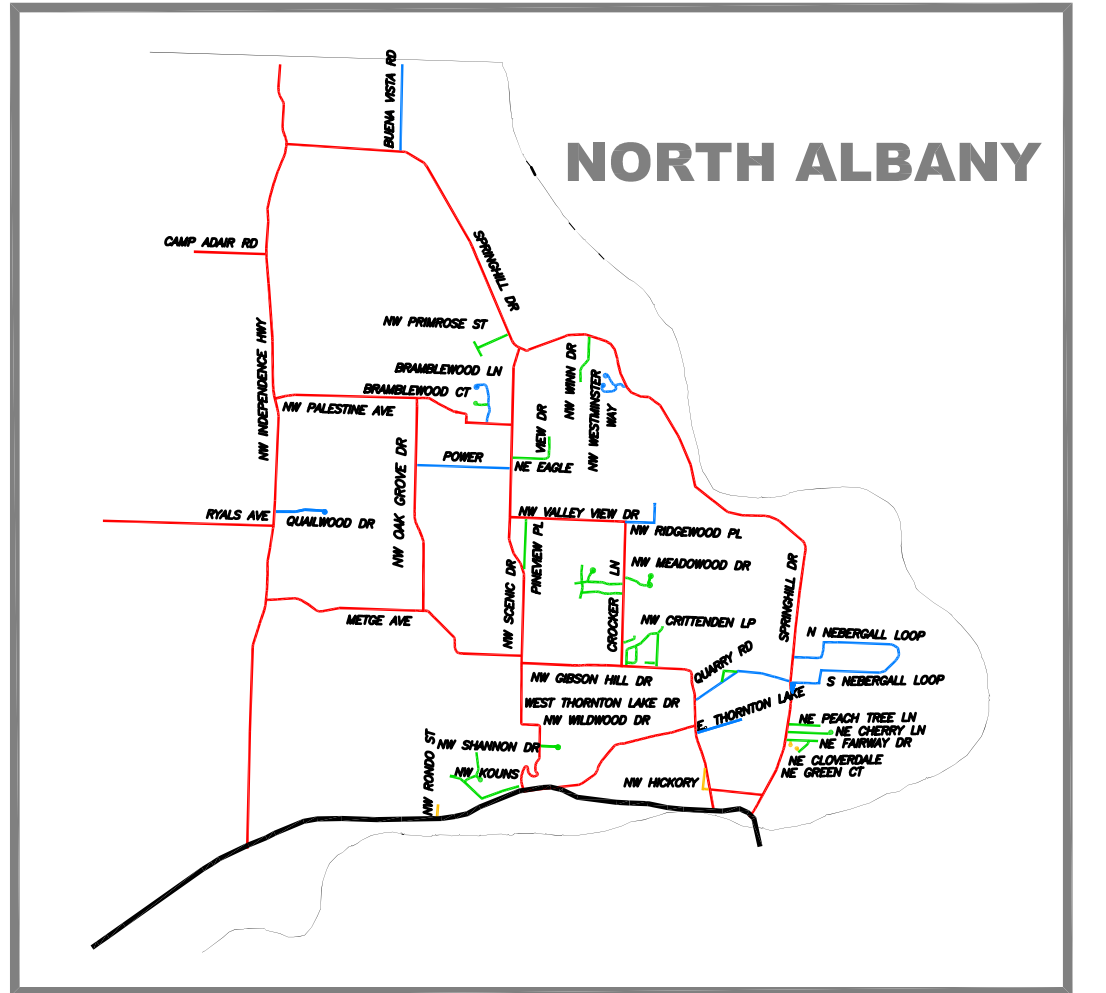 BUENA VISTA RD
NORTH ALBANY
CAMP ADAIR RD
SPRINGHILL DR
NW PRIMROSE ST
NW INDEPENDENCE HWY
BRAMBLEWOOD LN
BRAMBLEWOOD CT
NW WINN DR
NW WESTMINSTER
WAY
NW PALESTINE AVE
VIEW DR
NE EAGLE
POWER
NW OAK GROVE DR
RYALS AVE
QUAILWOOD DR
NW VALLEY VIEW DR
NW RIDGEWOOD PL
PINEVIEW PL
NW SCENIC DR
NW MEADOWOOD DR
CROCKER LN
SPRINGHILL DR
METGE AVE
NW CRITTENDEN LP
N NEBERGALL LOOP
QUARRY RD
NW GIBSON HILL DR
S NEBERGALL LOOP
WEST THORNTON LAKE DR
E. THORNTON LAKE
NW WILDWOOD DR
NE PEACH TREE LN
NE CHERRY LN
NE FAIRWAY DR
NW SHANNON DR
NW RONDO ST
NE CLOVERDALE
NE GREEN CT
NW KOUNS
NW HICKORY